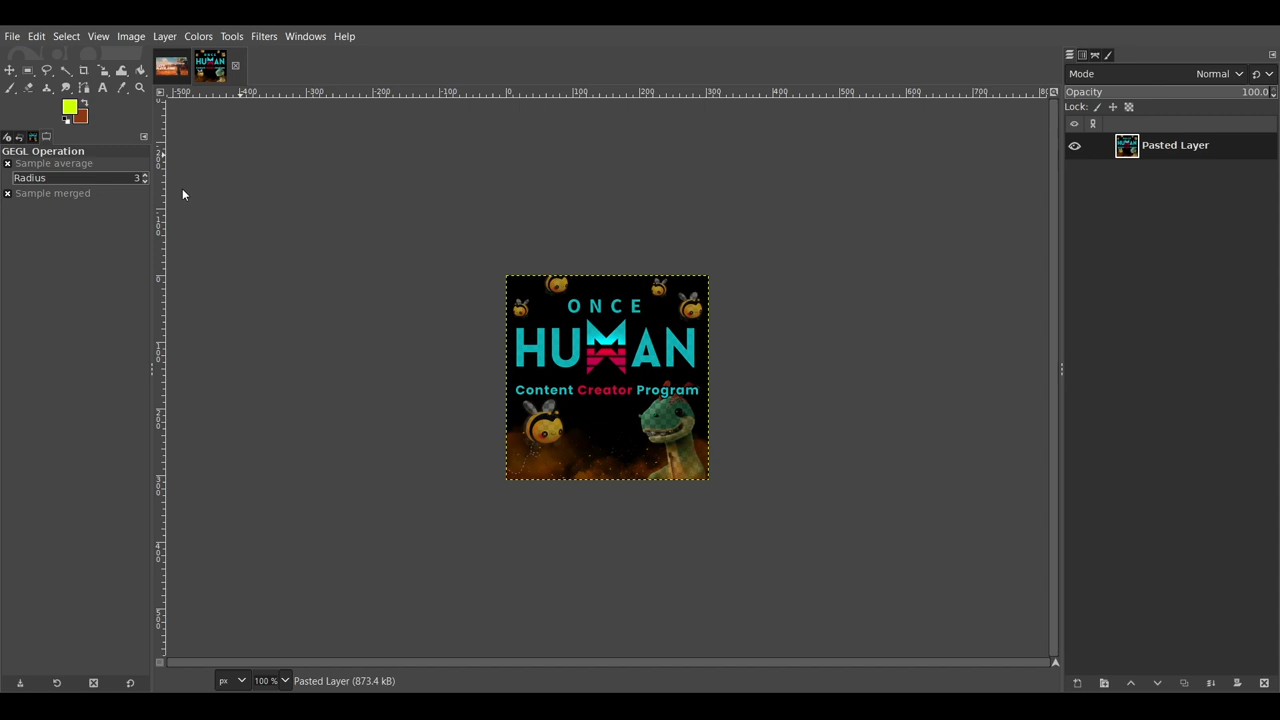 File Edit Select View Image Layer Colors Tools Filters Windows Help
Mode Normal
Opacity 100.0
Lock:
Pasted Layer
GEGL Operation
Sample average
Radius 3
Sample merged
ONCE
HUMAN
Content Creator Program
px 100 % Pasted Layer (873.4 kB)